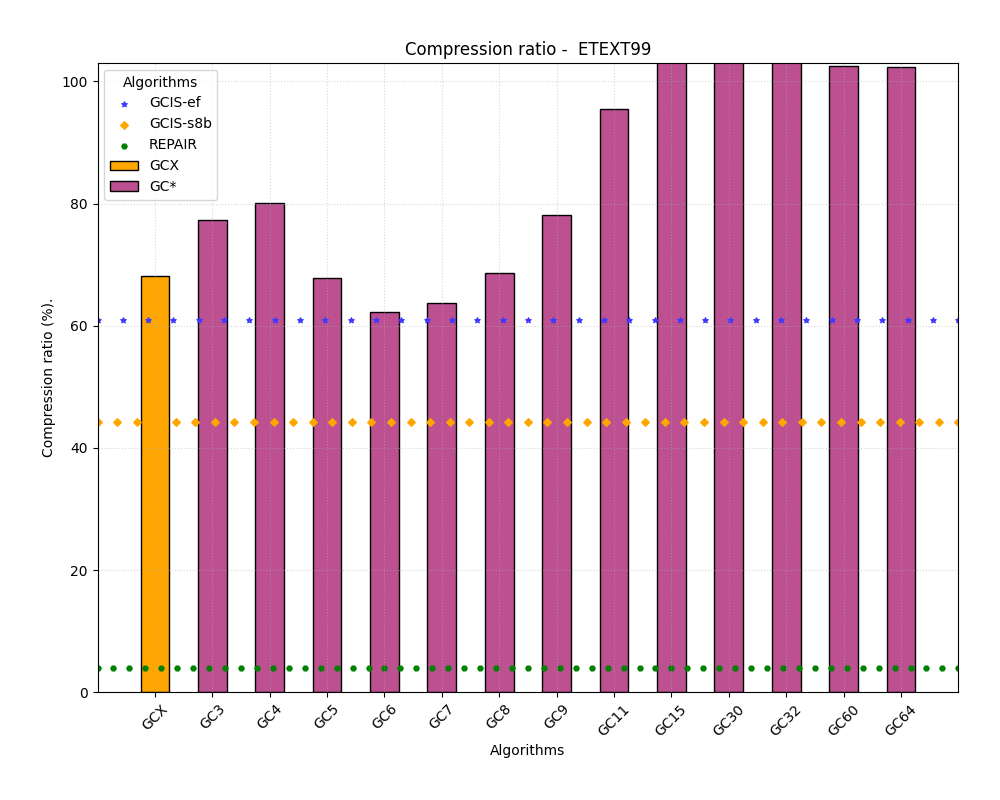 Compression ratio - ETEXT99
Algorithms
GCIS-ef
GCIS-s8b
REPAIR
GCX
GC*
100
80
60
40
20
0
Compression ratio (%).
GCX
GC3
GC4
GC5
GC6
GC7
GC8
GC9
GC11
GC15
GC30
GC32
GC60
GC64
Algorithms